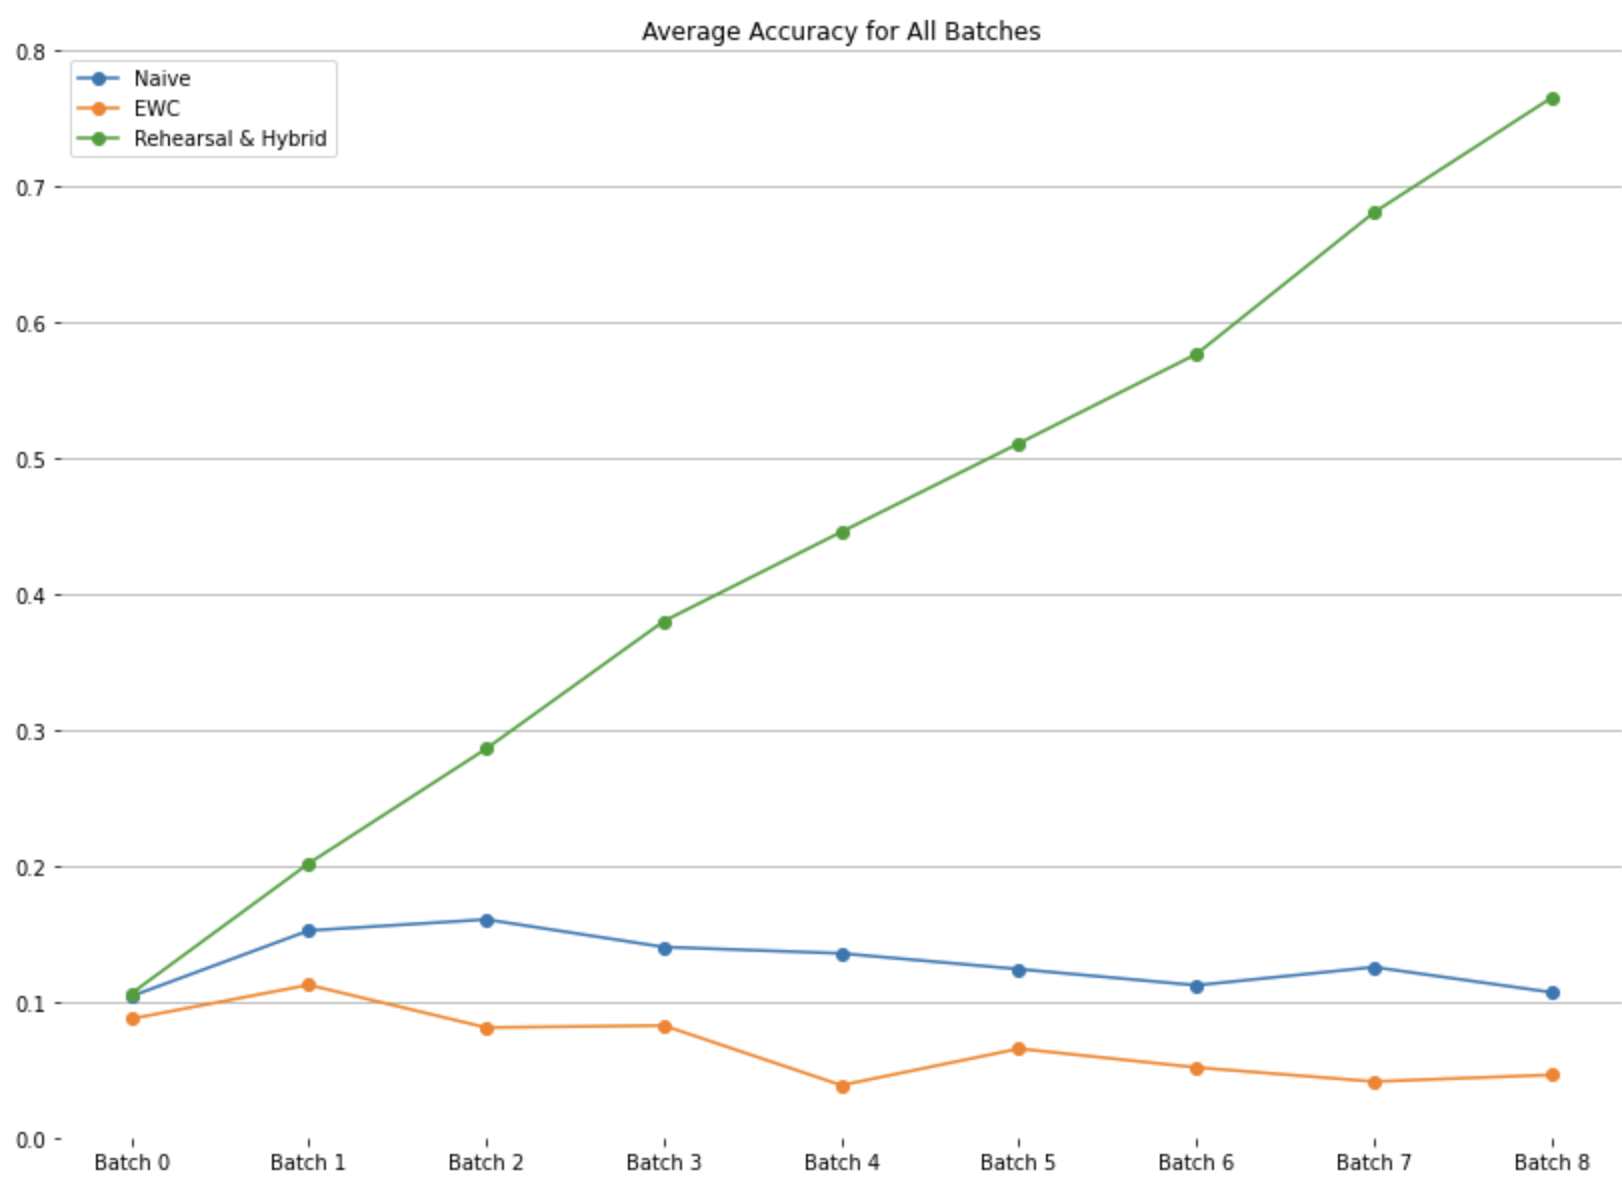 Average Accuracy for All Batches
0.8
Naive
EWC
Rehearsal & Hybrid
0.7
0.6
0.5
0.4
0.3
0.2
0.1
0.0
Batch 0 Batch 1 Batch 2 Batch 3 Batch 4 Batch 5 Batch 6 Batch 7 Batch 8